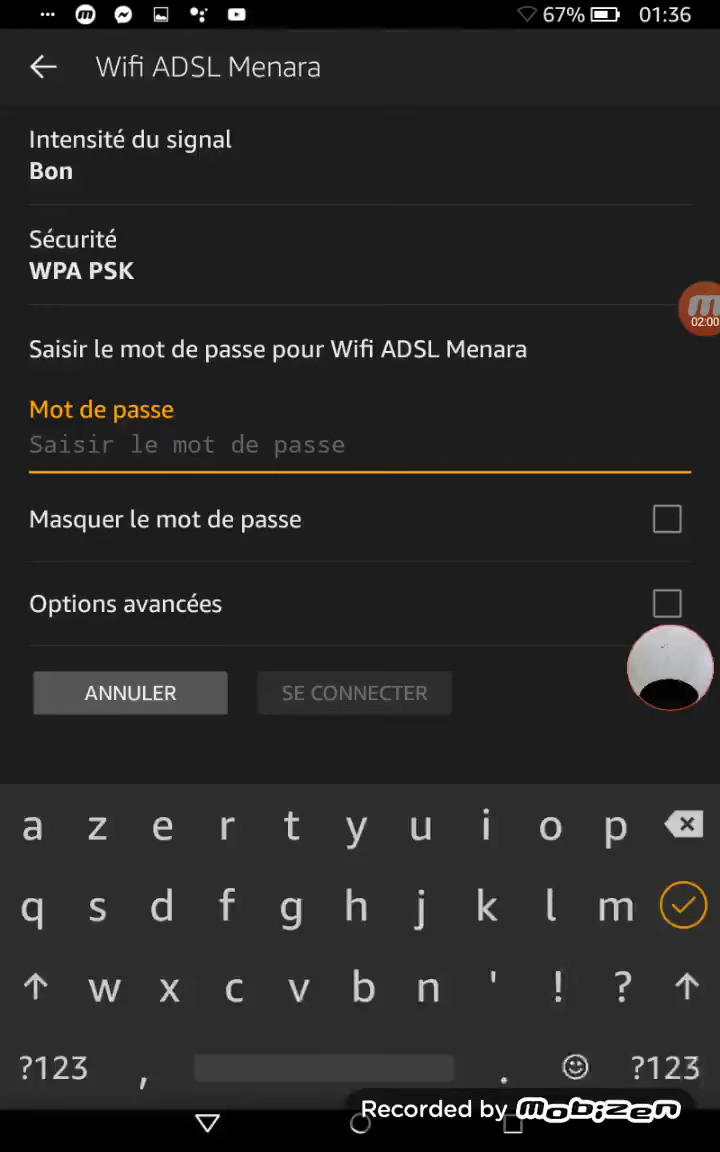 67% 01:36
Wifi ADSL Menara
Intensité du signal
Bon
Sécurité
WPA PSK
02:00
Saisir le mot de passe pour Wifi ADSL Menara
Mot de passe
Saisir le mot de passe
Masquer le mot de passe
Options avancées
ANNULER SE CONNECTER
a z e r t y u i o p
q s d f g h j k l m
w x c v b n ' ! ?
?123 , . ?123
Recorded by mobizen